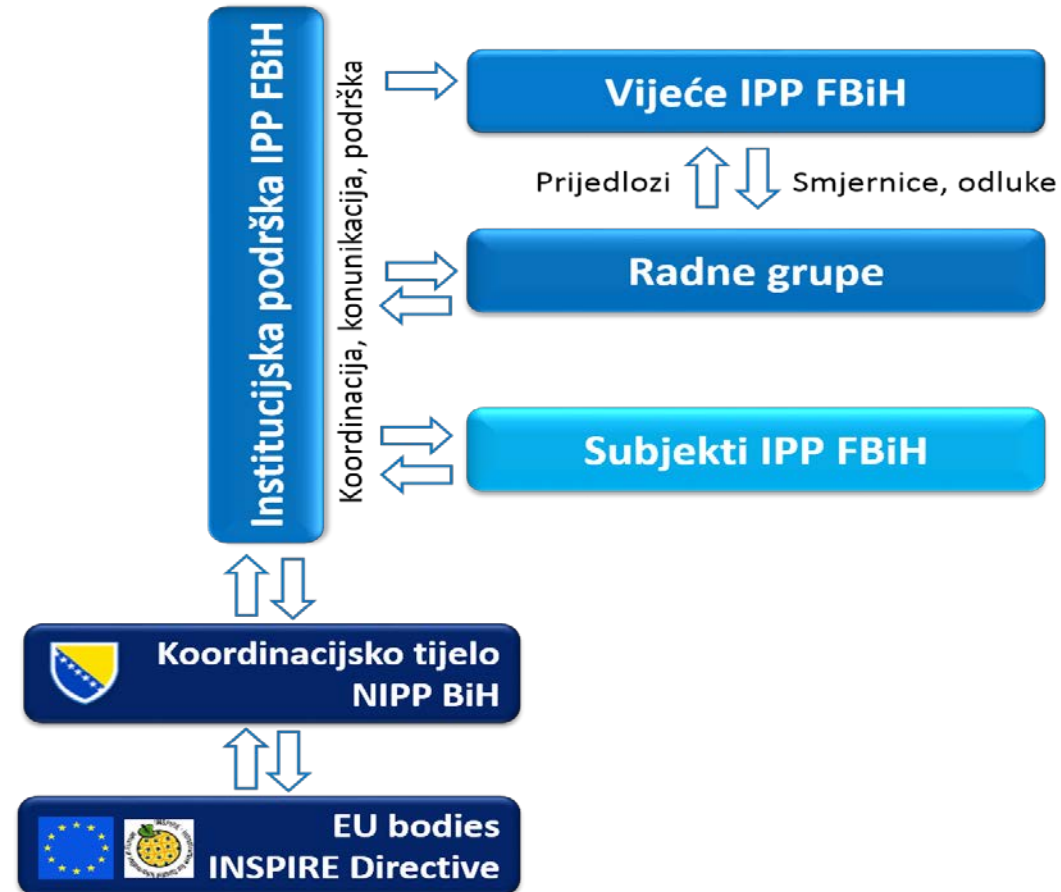 Institucijska podrška IPP FBiH
Koordinacija, konunikacija, podrška
Vijeće IPP FBiH
Prijedlozi
Smjernice, odluke
Radne grupe
Subjekti IPP FBiH
Koordinacijsko tijelo
NIPP BiH
EU bodies
INSPIRE Directive